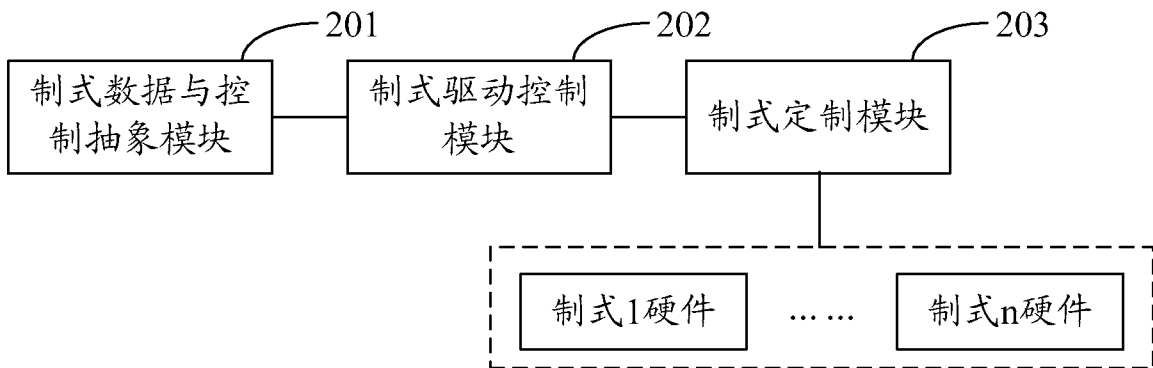 201
202
203
制式数据与控
制抽象模块
制式驱动控制
模块
制式定制模块
制式1硬件
……
制式n硬件